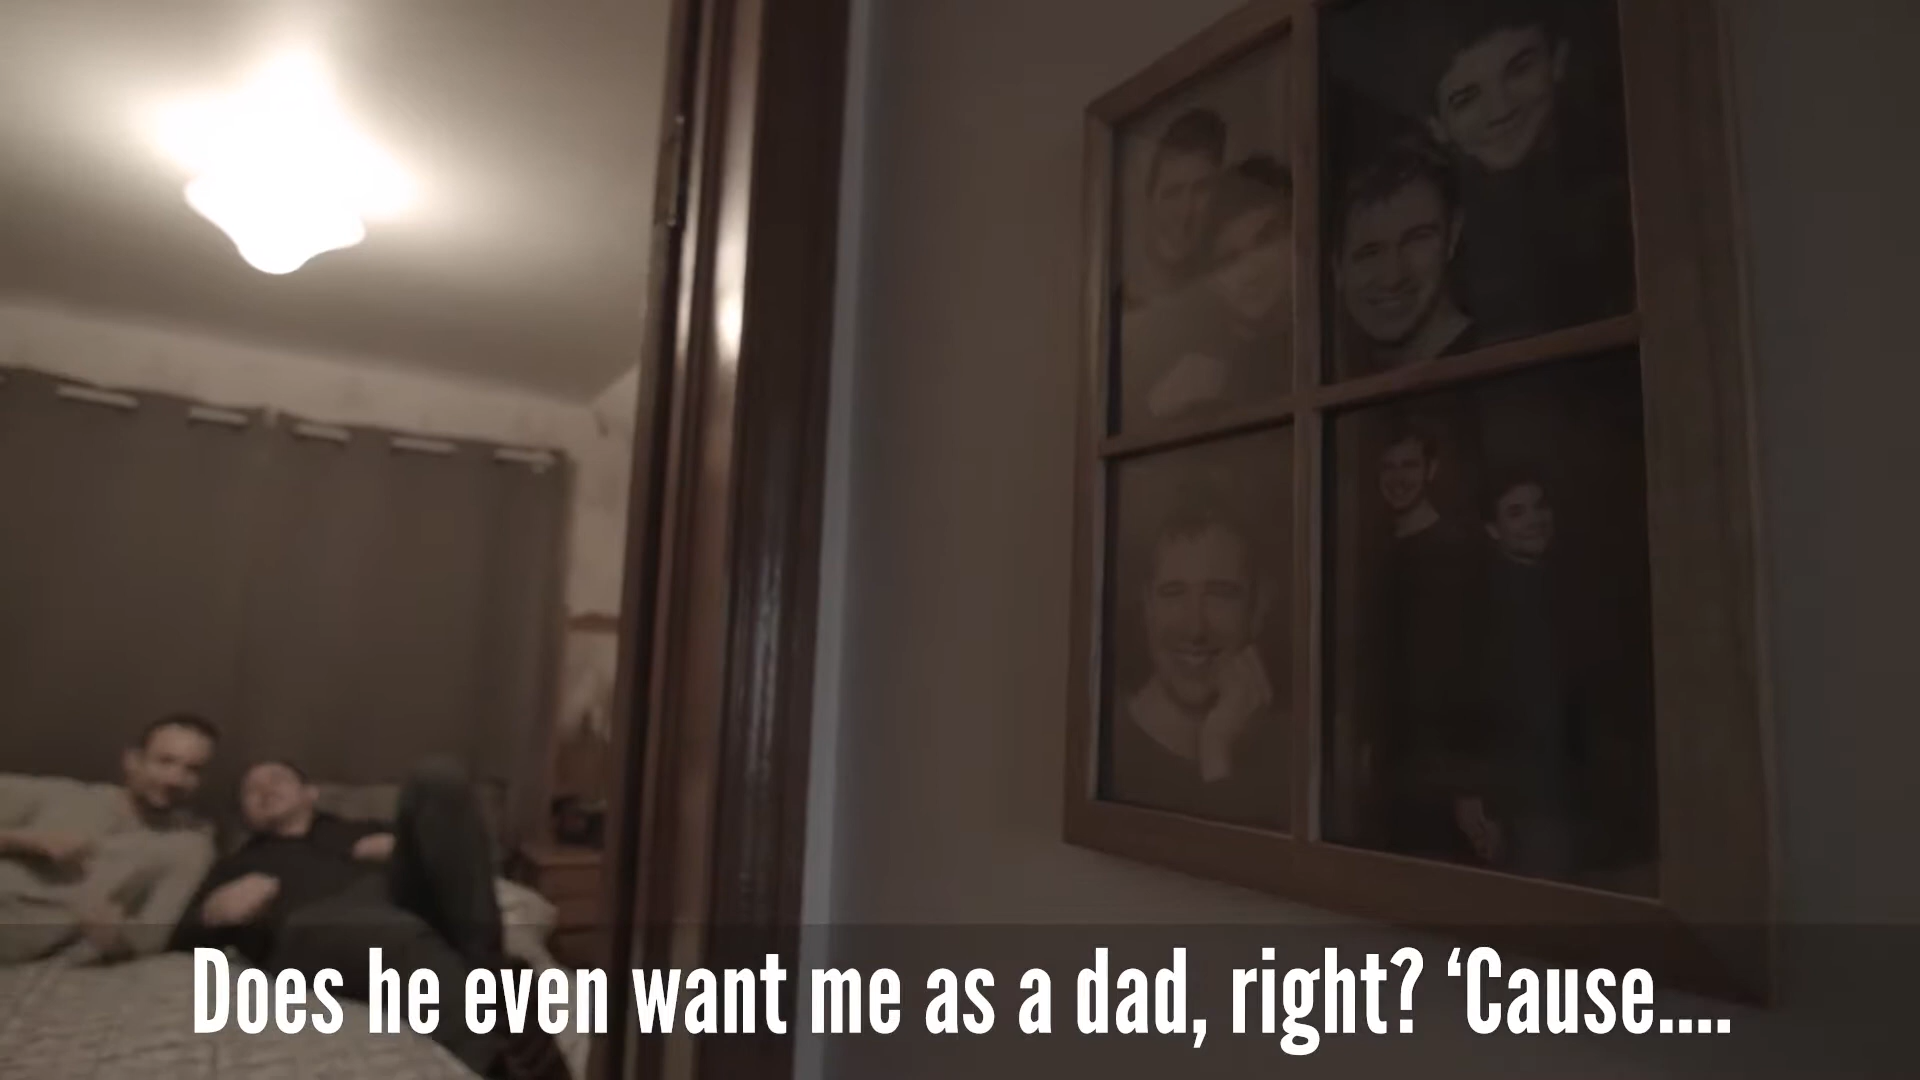 Does he even want me as a dad, right? ‘Cause....